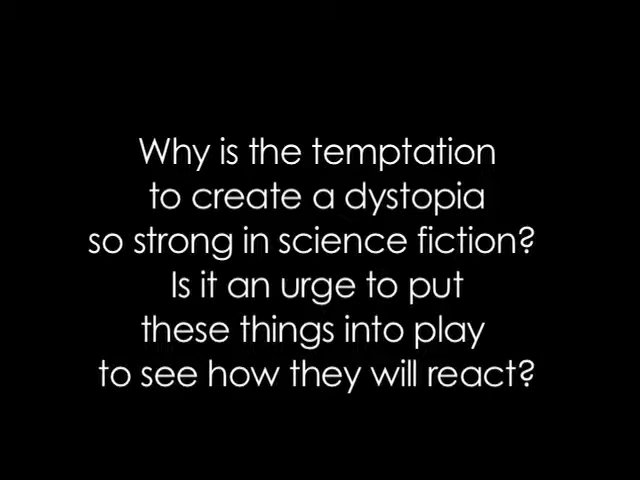 Why is the temptation
to create a dystopia
so strong in science fiction?
Is it an urge to put
these things into play
to see how they will react?